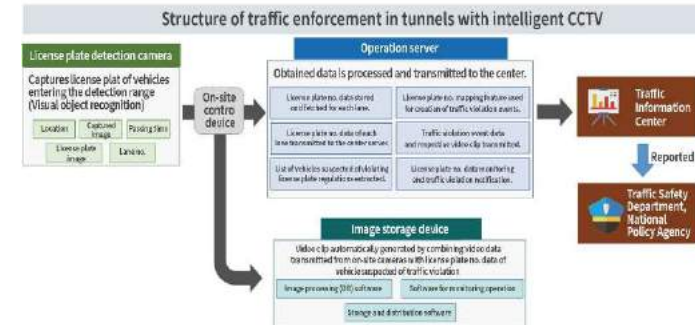 Structure of traffic enforcement in tunnels with intelligent CCTV
License plate detection camera
Captures license plat of vehicles
entering the detection range
(Visual object recognition)
Location
Captured
image
Passing time
License plate
image
Lane no.
On-site
contro
device
Operation server
Obtained data is processed and transmitted to the center.
License plate no. data stored
and fetched for each lane.
License plate no. mapping feature used
for creation of traffic violation events.
License plate no. data of each
lane transmitted to the center server.
Traffic violation event data
and respective video clip transmitted.
List of vehicles suspected of violating
license plate regulations extracted.
License plate no. data monitoring
and traffic violation notification.
Image storage device
Video clip automatically generated by combining video data
transmitted from on-site cameras with license plate no. data of
vehicle suspected of traffic violation
Image processing software
Software for monitoring operation
Storage and distribution software
Traffic
Information
Center
Reported
Traffic Safety
Department,
National
Policy Agency